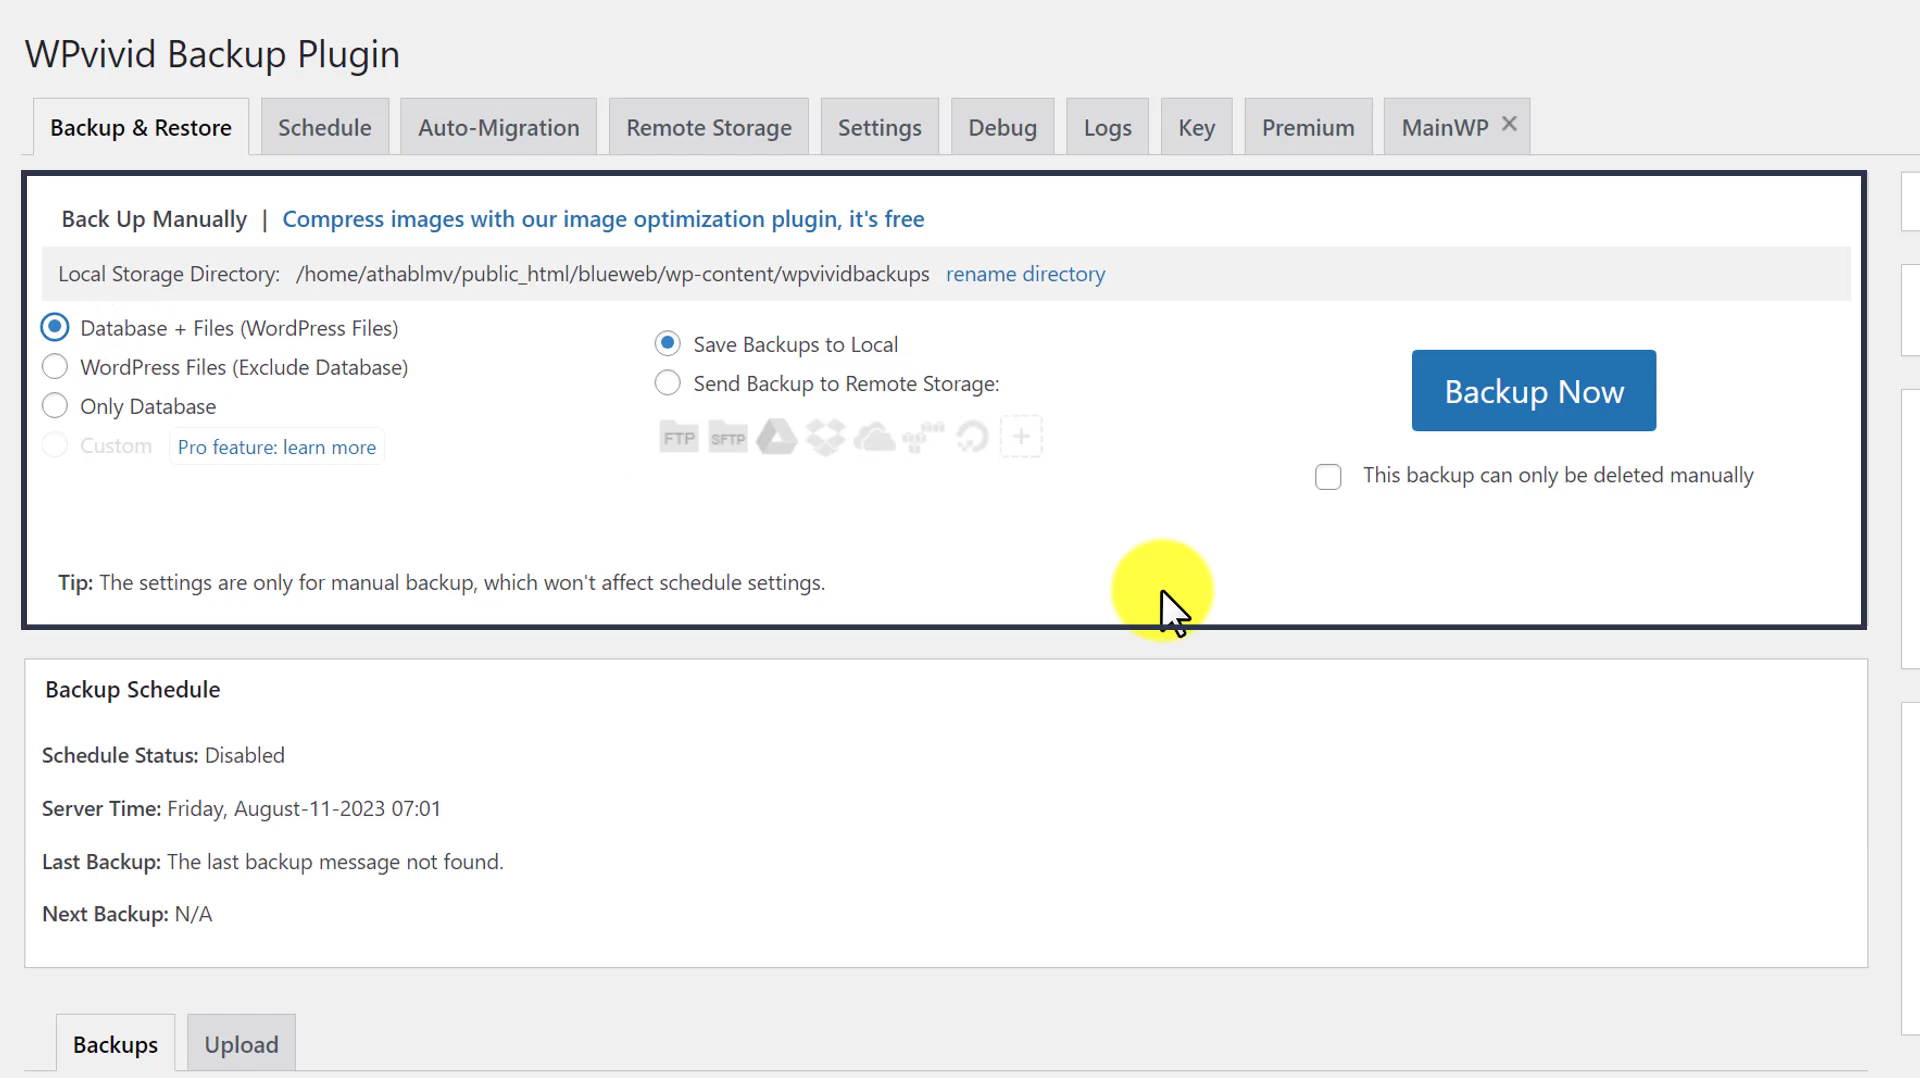 WPvivid Backup Plugin
Backup & Restore
Schedule
Auto-Migration
Remote Storage
Settings
Debug
Logs
Key
Premium
MainWP
Back Up Manually | Compress images with our image optimization plugin, it's free
Local Storage Directory: /home/athablmv/public_html/blueweb/wp-content/wpvividbackups rename directory
Database + Files (WordPress Files)
WordPress Files (Exclude Database)
Only Database
Custom Pro feature: learn more
Save Backups to Local
Send Backup to Remote Storage:
FTP SFTP
Backup Now
This backup can only be deleted manually
Tip: The settings are only for manual backup, which won't affect schedule settings.
Backup Schedule
Schedule Status: Disabled
Server Time: Friday, August-11-2023 07:01
Last Backup: The last backup message not found.
Next Backup: N/A
Backups
Upload